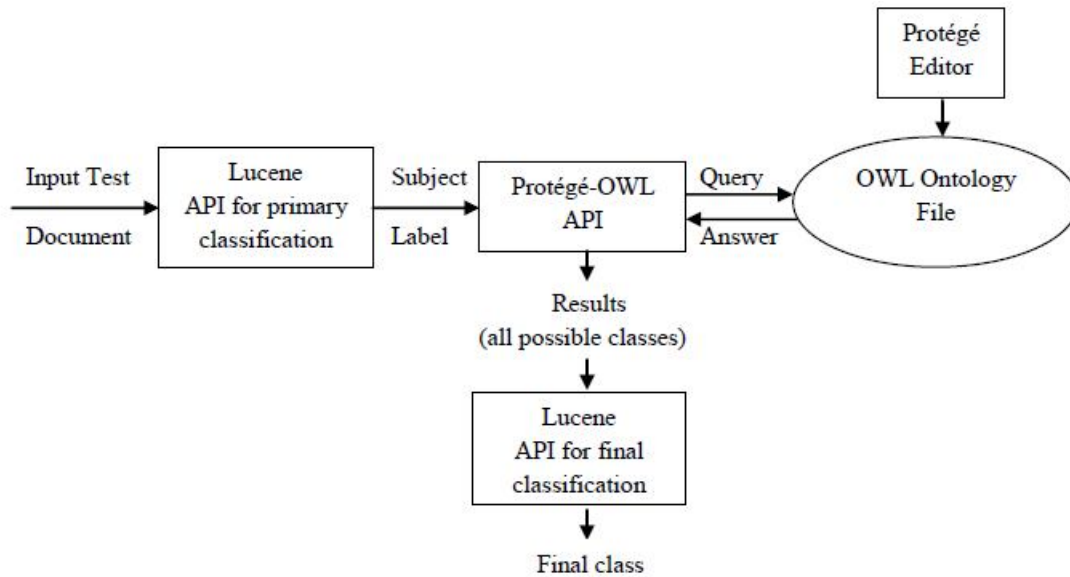 Protégé
Editor
Input Test
Document
Lucene
API for primary
classification
Subject
Label
Protégé-OWL
API
Query
Answer
OWL Ontology
File
Results
(all possible classes)
Lucene
API for final
classification
Final class